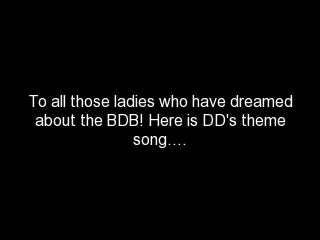 To all those ladies who have dreamed
about the BDB! Here is DD's theme
song....